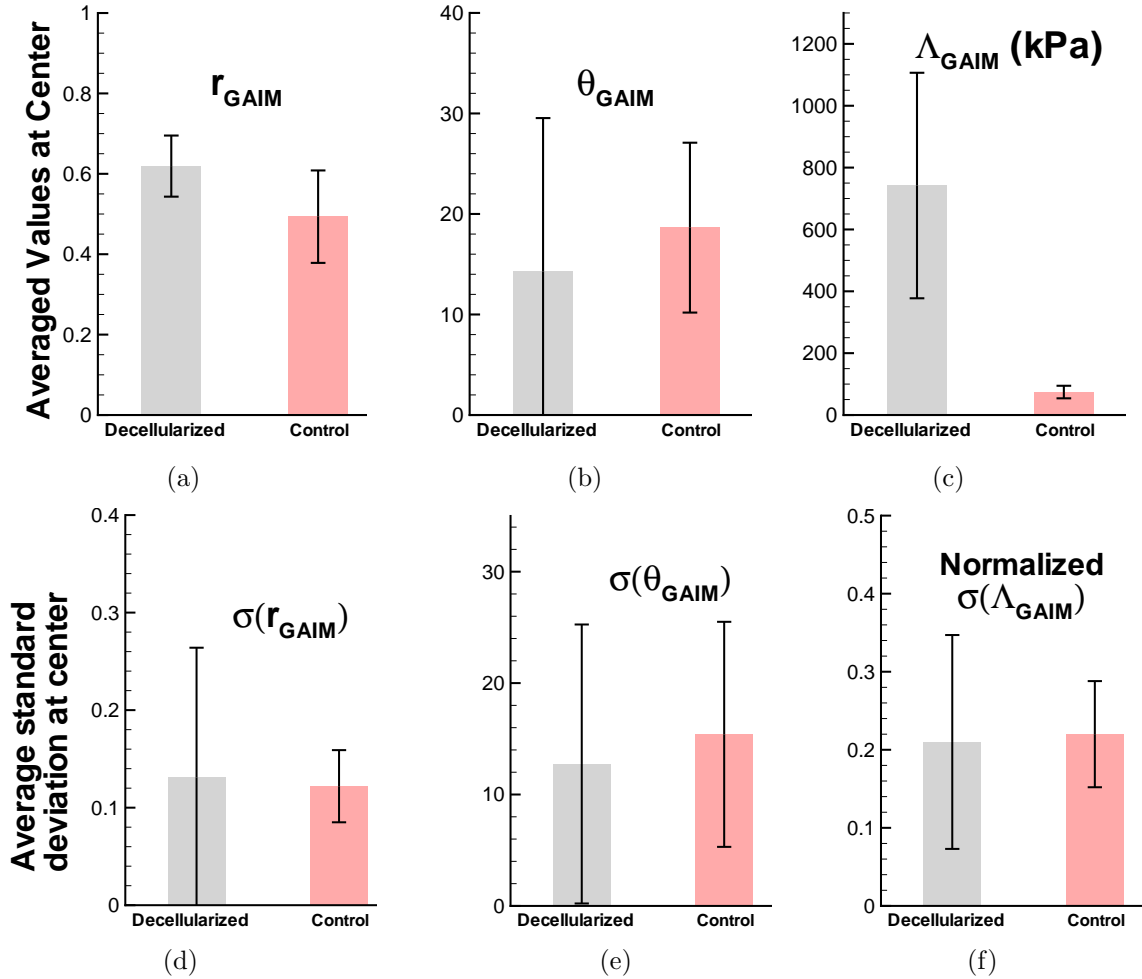 Averaged Values at Center
1
0.8
0.6
0.4
0.2
0
r_GAIM
Decellularized Control
(a)
40
30
20
10
0
θ_GAIM
Decellularized Control
(b)
1200
1000
800
600
400
200
0
Λ_GAIM (kPa)
Decellularized Control
(c)
Average standard
deviation at center
0.4
0.3
0.2
0.1
0
σ(r_GAIM)
Decellularized Control
(d)
30
20
10
0
σ(θ_GAIM)
Decellularized Control
(e)
0.5
0.4
0.3
0.2
0.1
0
Normalized
σ(Λ_GAIM)
Decellularized Control
(f)